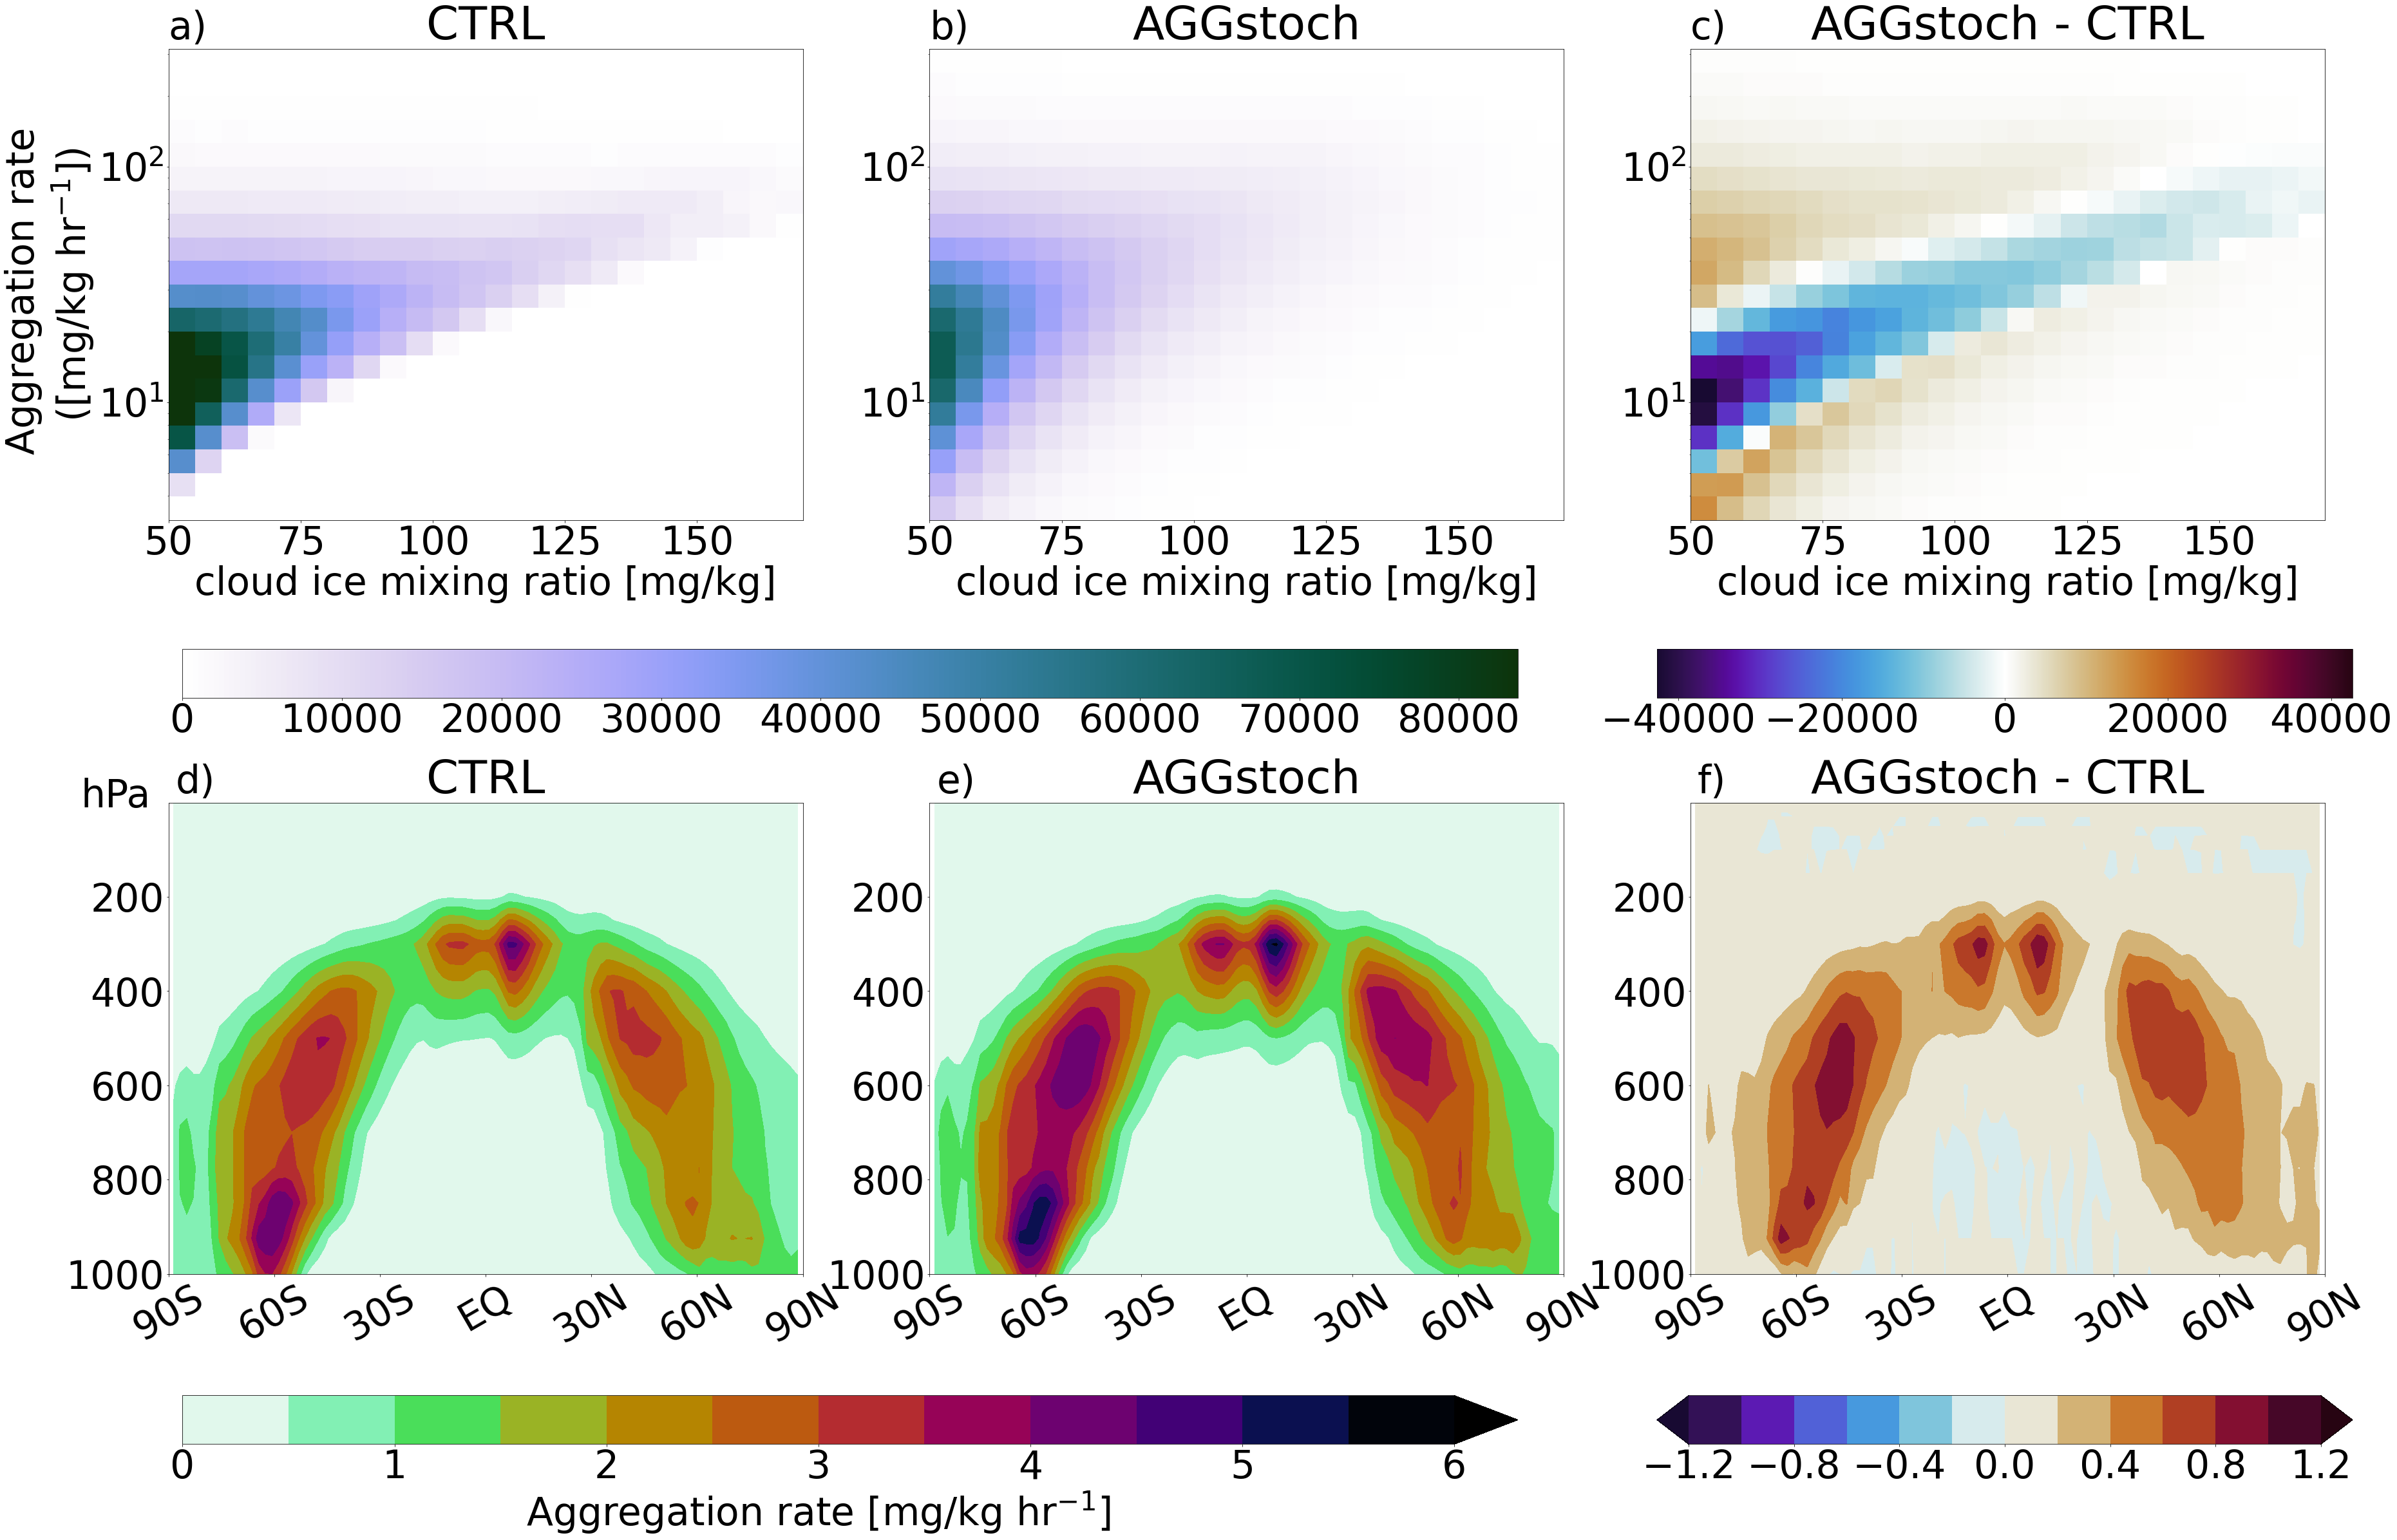 a) CTRL
b) AGGstoch
c) AGGstoch - CTRL
Aggregation rate
([mg/kg hr⁻¹])
10² 10² 10²
10¹ 10¹ 10¹
50 75 100 125 150
50 75 100 125 150
50 75 100 125 150
cloud ice mixing ratio [mg/kg]
cloud ice mixing ratio [mg/kg]
cloud ice mixing ratio [mg/kg]
0 10000 20000 30000 40000 50000 60000 70000 80000
−40000 −20000 0 20000 40000
d) CTRL
e) AGGstoch
f) AGGstoch - CTRL
hPa
200 200 200
400 400 400
600 600 600
800 800 800
1000 1000 1000
90S 60S 30S EQ 30N 60N 90N
90S 60S 30S EQ 30N 60N 90N
90S 60S 30S EQ 30N 60N 90N
0 1 2 3 4 5 6
−1.2 −0.8 −0.4 0.0 0.4 0.8 1.2
Aggregation rate [mg/kg hr⁻¹]